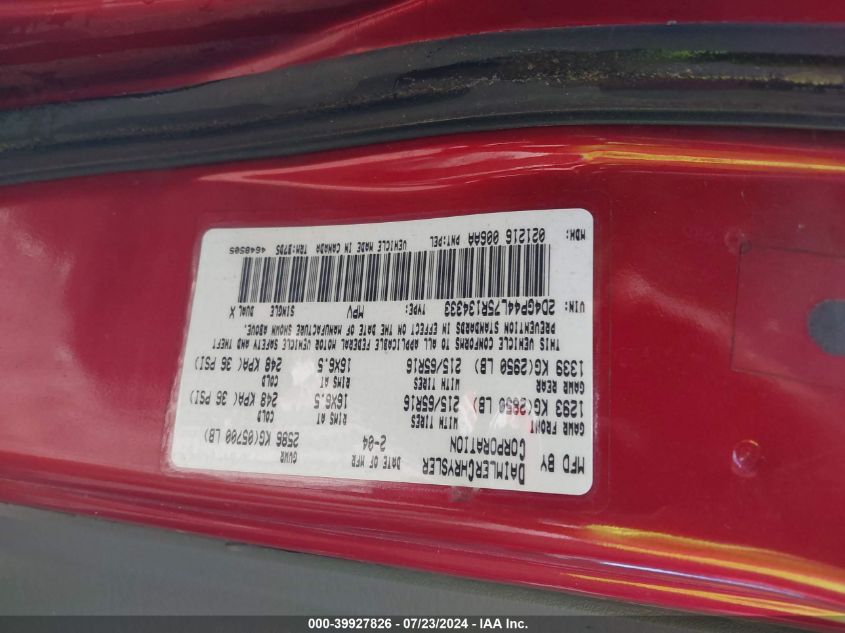 MFD BY DAIMLERCHRYSLER CORPORATION
DATE OF MFR 2-04
GVWR 2586 KG(05700 LB)
GAWR FRONT WITH TIRES RIMS AT COLD
1293 KG(2850 LB) 215/65R16 16X6.5 248 KPA(36 PSI)
GAWR REAR WITH TIRES RIMS AT COLD
1339 KG(2950 LB) 215/65R16 16X6.5 248 KPA(36 PSI)
THIS VEHICLE CONFORMS TO ALL APPLICABLE FEDERAL MOTOR VEHICLE SAFETY AND THEFT
PREVENTION STANDARDS IN EFFECT ON THE DATE OF MANUFACTURE SHOWN ABOVE.
VIN: 2D4GP44L75R134333 TYPE: MPV SINGLE DUAL X
MDH: 021216 006AA PNT:PEL VEHICLE MADE IN CANADA TRM:B7D5 4648505
000-39927826 / 07/23/2024 / IAA Inc.